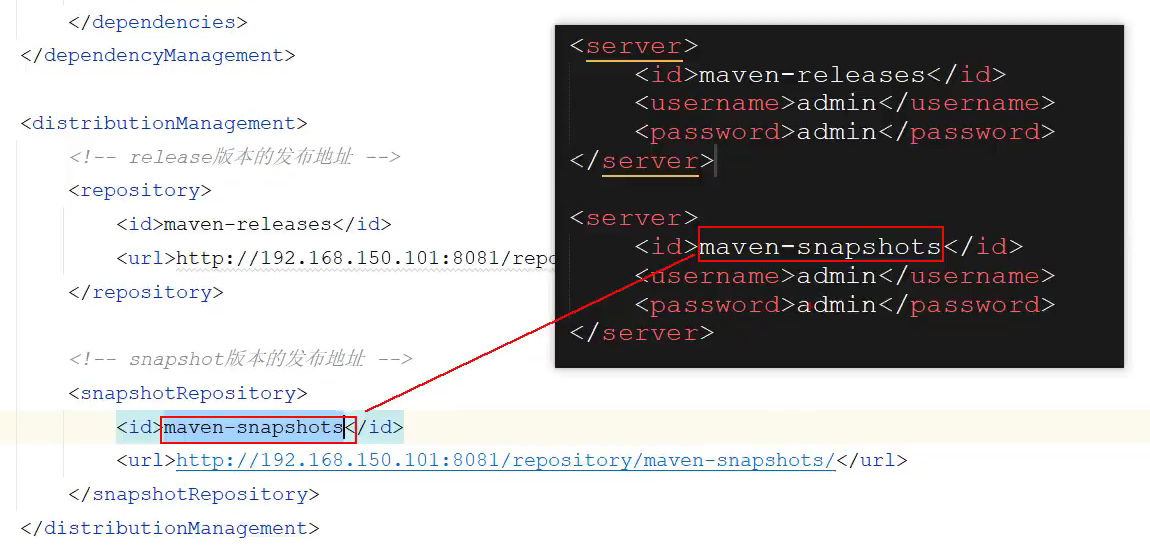 </dependencies>
</dependencyManagement>
<distributionManagement>
<!-- release版本的发布地址 -->
<repository>
<id>maven-releases</id>
<url>http://192.168.150.101:8081/repo
</repository>
<!-- snapshot版本的发布地址 -->
<snapshotRepository>
<id>maven-snapshots</id>
<url>http://192.168.150.101:8081/repository/maven-snapshots/</url>
</snapshotRepository>
</distributionManagement>
<server>
<id>maven-releases</id>
<username>admin</username>
<password>admin</password>
</server>
<server>
<id>maven-snapshots</id>
<username>admin</username>
<password>admin</password>
</server>